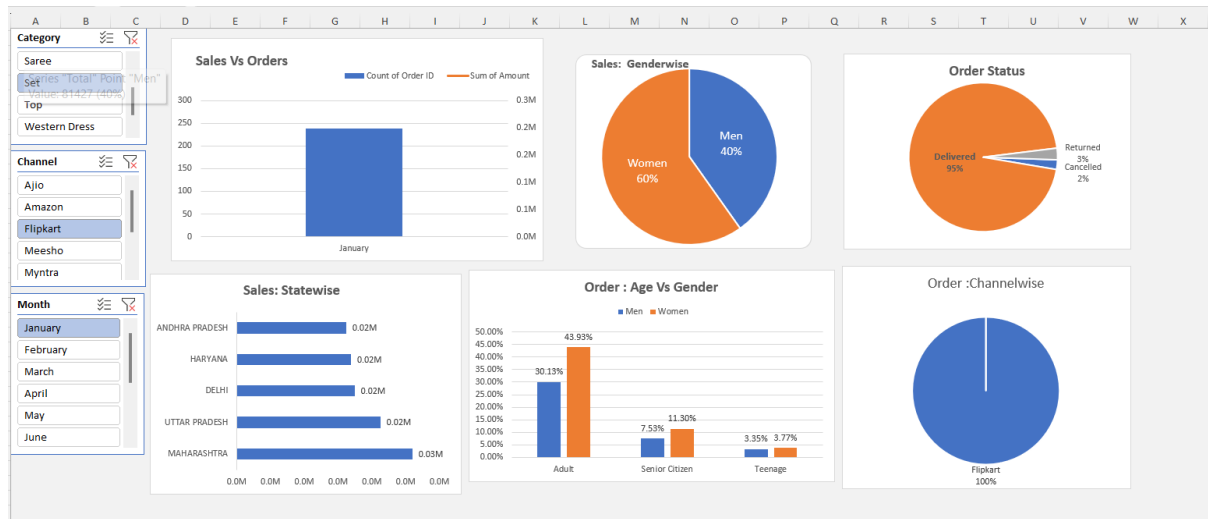 A B C D E F G H I J K L M N O P Q R S T U V W X
Category
Saree
Set
Series "Total" Point "Men"
Value: 81427 (40%)
Top
Western Dress
Channel
Ajio
Amazon
Flipkart
Meesho
Myntra
Month
January
February
March
April
May
June
Sales Vs Orders
Count of Order ID Sum of Amount
300 0.3M
250 0.2M
200 0.2M
150 0.1M
100 0.1M
50 0.0M
0
January
Sales: Genderwise
Men
40%
Women
60%
Order Status
Delivered
95%
Returned
3%
Cancelled
2%
Sales: Statewise
ANDHRA PRADESH 0.02M
HARYANA 0.02M
DELHI 0.02M
UTTAR PRADESH 0.02M
MAHARASHTRA 0.03M
0.0M 0.0M 0.0M 0.0M 0.0M 0.0M 0.0M
Order : Age Vs Gender
Men Women
50.00%
45.00%
40.00%
35.00%
30.00%
25.00%
20.00%
15.00%
10.00%
5.00%
0.00%
30.13% 43.93%
7.53% 11.30%
3.35% 3.77%
Adult Senior Citizen Teenage
Order :Channelwise
Flipkart
100%